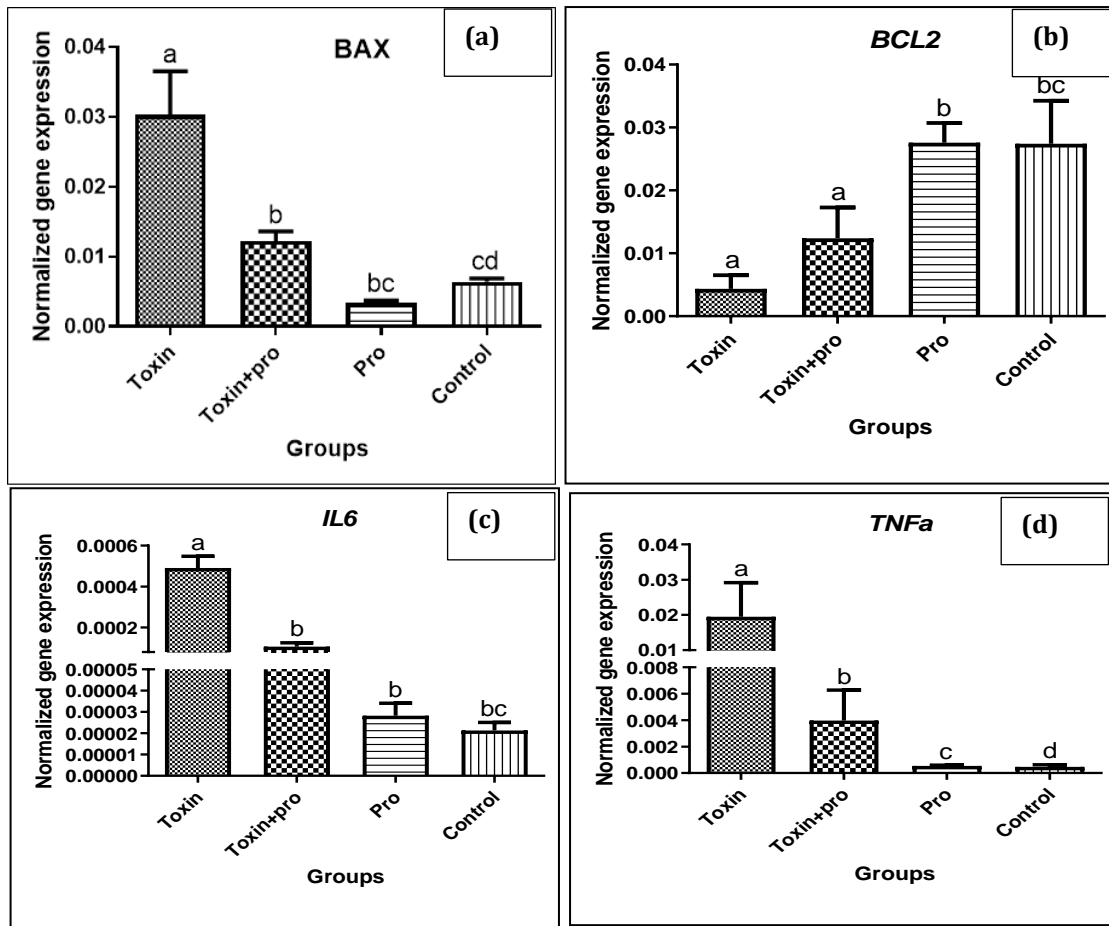 BAX
(a)
Normalized gene expression
0.04
0.03
0.02
0.01
0.00
a
b
bc
cd
Toxin
Toxin+pro
Pro
Control
Groups
BCL2
(b)
Normalized gene expression
0.04
0.03
0.02
0.01
0.00
a
a
b
bc
Toxin
Toxin+pro
Pro
Control
Groups
IL6
(c)
Normalized gene expression
0.0006
0.0004
0.0002
0.00005
0.00004
0.00003
0.00002
0.00001
0.00000
a
b
b
bc
Toxin
Toxin+pro
Pro
Control
Groups
TNFa
(d)
Normalized gene expression
0.04
0.03
0.02
0.01
0.008
0.006
0.004
0.002
0.000
a
b
c
d
Toxin
Toxin+pro
Pro
Control
Groups